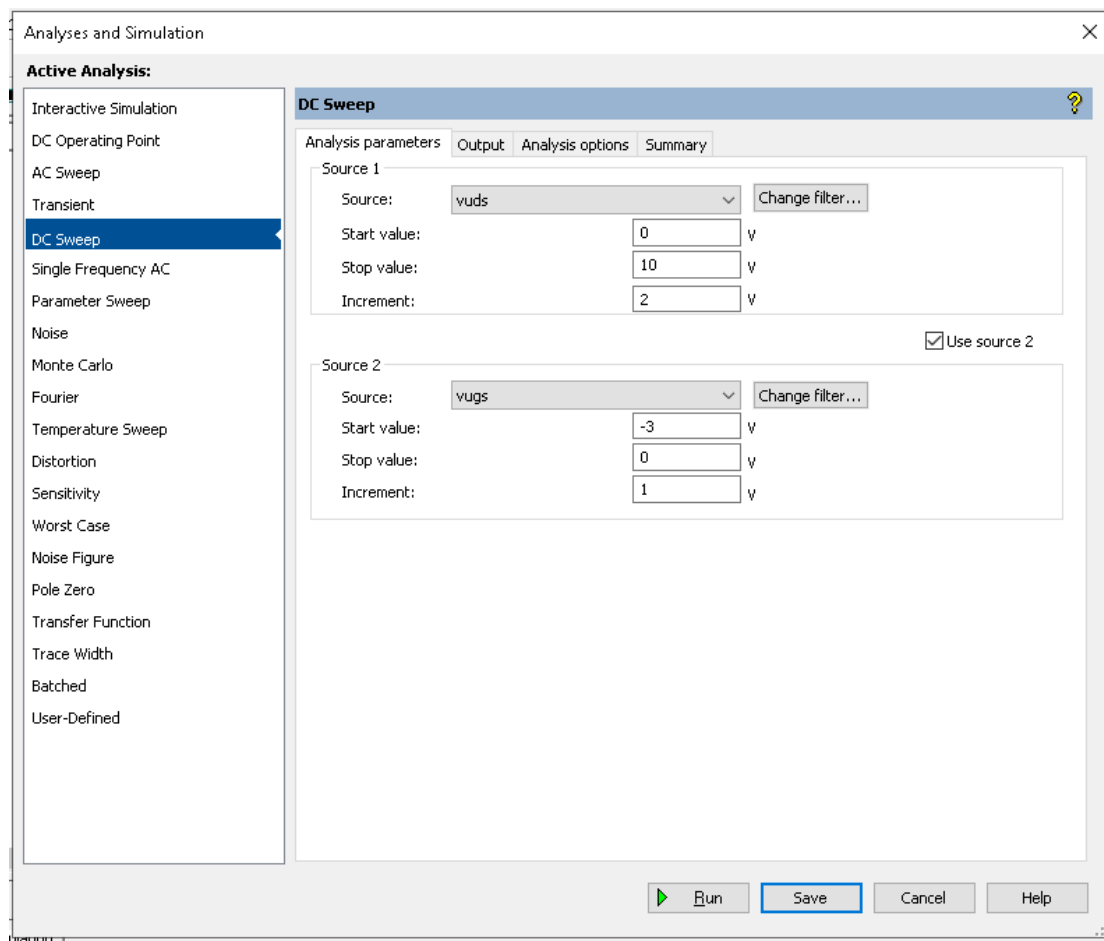 Analyses and Simulation
Active Analysis:
Interactive Simulation
DC Operating Point
AC Sweep
Transient
DC Sweep
Single Frequency AC
Parameter Sweep
Noise
Monte Carlo
Fourier
Temperature Sweep
Distortion
Sensitivity
Worst Case
Noise Figure
Pole Zero
Transfer Function
Trace Width
Batched
User-Defined
DC Sweep
Analysis parameters Output Analysis options Summary
Source 1
Source: vuds Change filter...
Start value: 0 V
Stop value: 10 V
Increment: 2 V
Use source 2
Source 2
Source: vugs Change filter...
Start value: -3 V
Stop value: 0 V
Increment: 1 V
Run Save Cancel Help